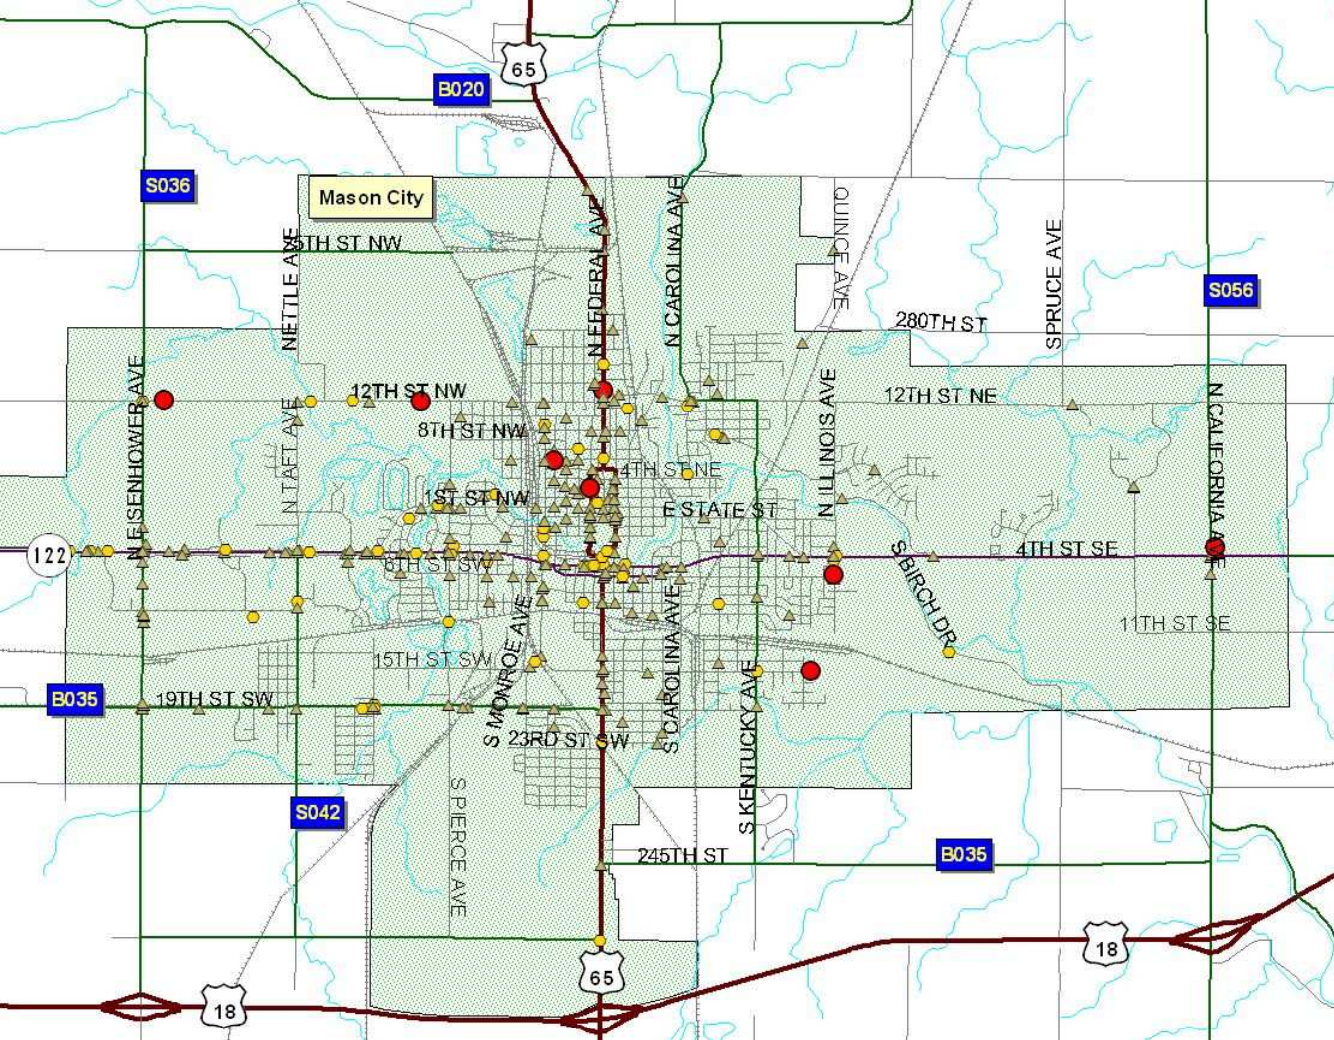 65
B020
S036
Mason City
QUINCE AVE
N FEDERAL AVE
N CAROLINA AVE
NETTLE AVE
25TH ST NW
SPRUCE AVE
S056
280TH ST
N EISENHOWER AVE
12TH ST NW
12TH ST NE
N ILLINOIS AVE
N CALIFORNIA AVE
N TAFT AVE
8TH ST NW
4TH ST NE
1ST ST NW
E STATE ST
122
4TH ST SE
6TH ST SW
S BIRCH DR
S MONROE AVE
S CAROLINA AVE
11TH ST SE
15TH ST SW
B035
19TH ST SW
S KENTUCKY AVE
23RD ST SW
S PIERCE AVE
S042
245TH ST
B035
18
65
18